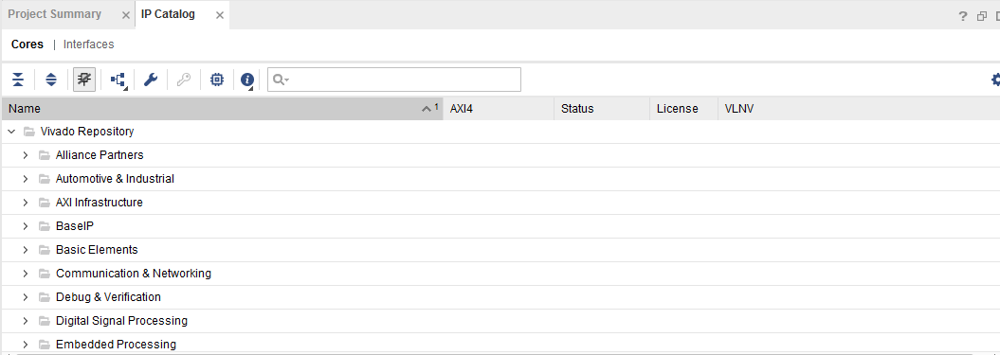 Project Summary × IP Catalog × ?
Cores | Interfaces
Name 1 AXI4 Status License VLNV
Vivado Repository
Alliance Partners
Automotive & Industrial
AXI Infrastructure
BaseIP
Basic Elements
Communication & Networking
Debug & Verification
Digital Signal Processing
Embedded Processing